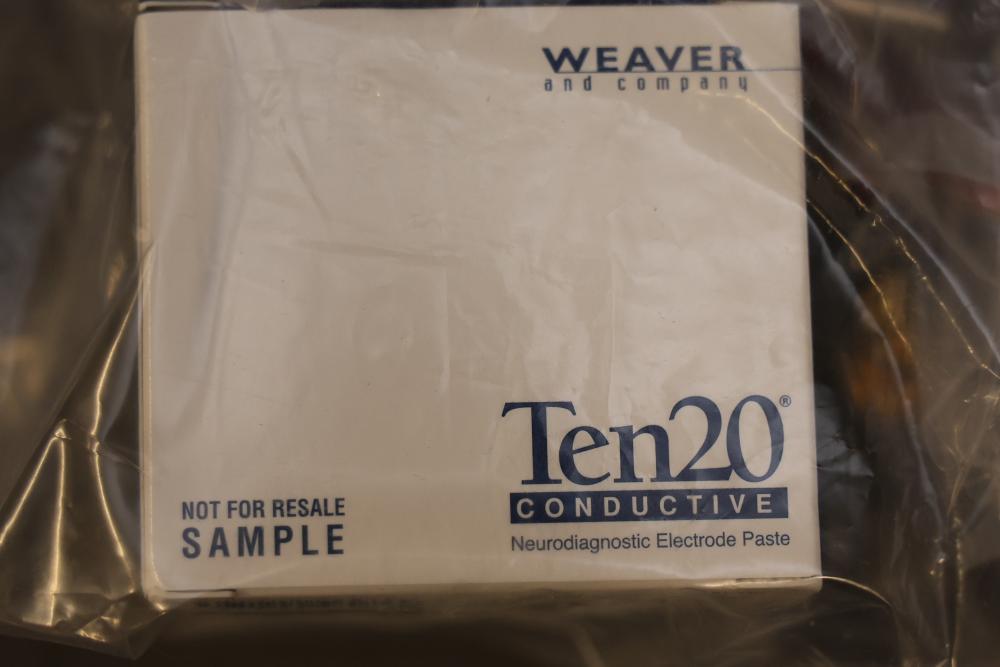 WEAVER
and company
Ten20®
CONDUCTIVE
Neurodiagnostic Electrode Paste
NOT FOR RESALE
SAMPLE